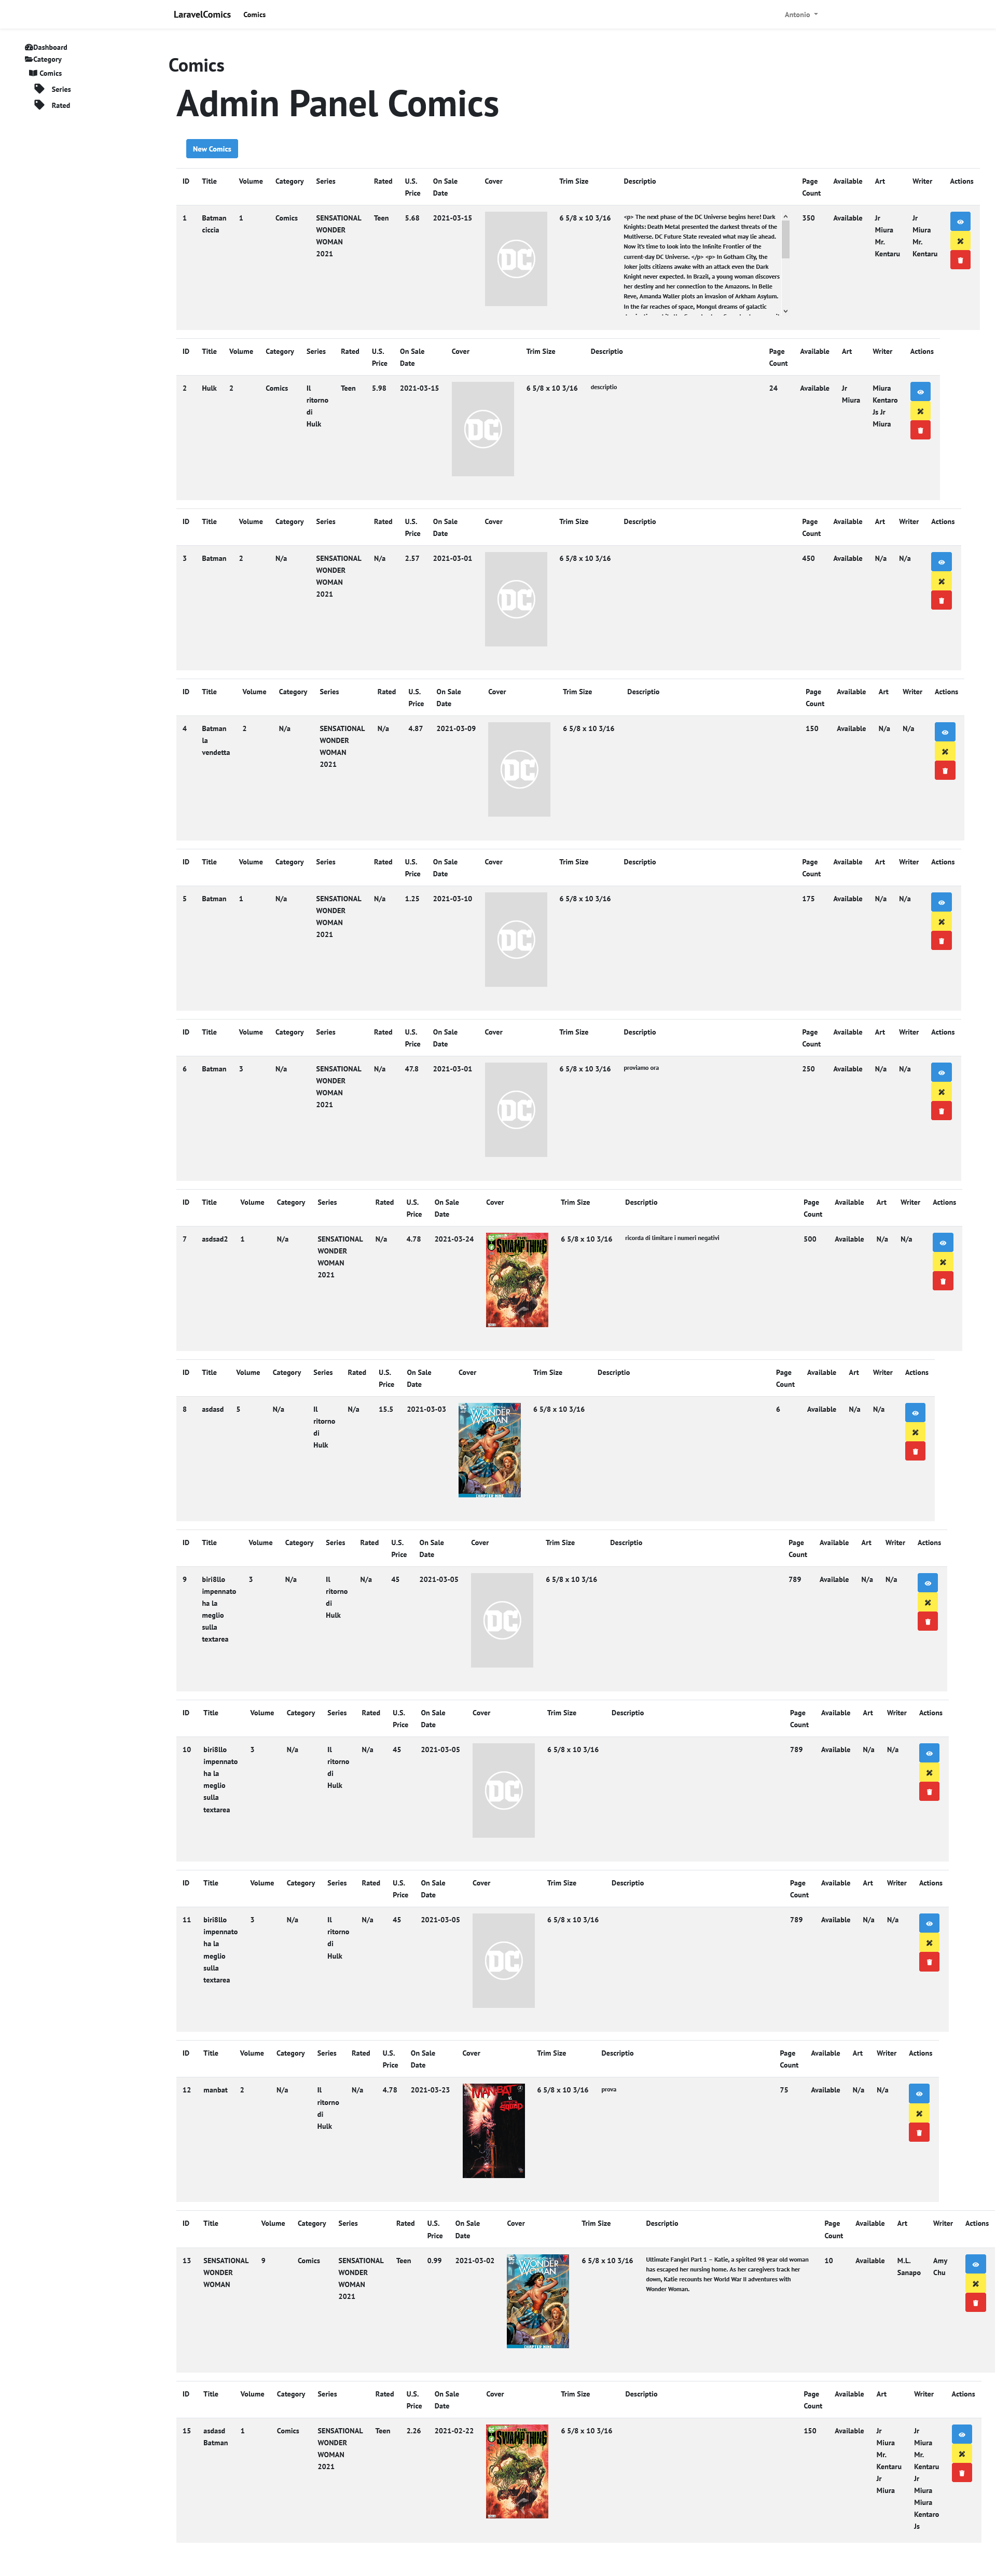 LaravelComics Comics Antonio
Dashboard
Category
Comics
Series
Rated
Comics
Admin Panel Comics
New Comics
ID Title Volume Category Series Rated U.S. Price On Sale Date Cover Trim Size Descriptio Page Count Available Art Writer Actions
1 Batman ciccia 1 Comics SENSATIONAL WONDER WOMAN 2021 Teen 5.68 2021-03-15 DC 6 5/8 x 10 3/16
<p> The next phase of the DC Universe begins here! Dark
Knights: Death Metal presented the darkest threats of the
Multiverse. DC Future State revealed what may lie ahead.
Now it's time to look into the Infinite Frontier of the
current-day DC Universe. </p> <p> In Gotham City, the
Joker jolts citizens awake with an attack even the Dark
Knight never expected. In Brazil, a young woman discovers
her destiny and her connection to the Amazons. In Belle
Reve, Amanda Waller plots an invasion of Arkham Asylum.
In the far reaches of space, Mongul dreams of galactic
350 Available Jr Miura Mr. Kentaru Jr Miura Mr. Kentaru
ID Title Volume Category Series Rated U.S. Price On Sale Date Cover Trim Size Descriptio Page Count Available Art Writer Actions
2 Hulk 2 Comics Il ritorno di Hulk Teen 5.98 2021-03-15 DC 6 5/8 x 10 3/16 descriptio 24 Available Jr Miura Miura Kentaro Js Jr Miura
ID Title Volume Category Series Rated U.S. Price On Sale Date Cover Trim Size Descriptio Page Count Available Art Writer Actions
3 Batman 2 N/a SENSATIONAL WONDER WOMAN 2021 N/a 2.57 2021-03-01 DC 6 5/8 x 10 3/16 450 Available N/a N/a
ID Title Volume Category Series Rated U.S. Price On Sale Date Cover Trim Size Descriptio Page Count Available Art Writer Actions
4 Batman la vendetta 2 N/a SENSATIONAL WONDER WOMAN 2021 N/a 4.87 2021-03-09 DC 6 5/8 x 10 3/16 150 Available N/a N/a
ID Title Volume Category Series Rated U.S. Price On Sale Date Cover Trim Size Descriptio Page Count Available Art Writer Actions
5 Batman 1 N/a SENSATIONAL WONDER WOMAN 2021 N/a 1.25 2021-03-10 DC 6 5/8 x 10 3/16 175 Available N/a N/a
ID Title Volume Category Series Rated U.S. Price On Sale Date Cover Trim Size Descriptio Page Count Available Art Writer Actions
6 Batman 3 N/a SENSATIONAL WONDER WOMAN 2021 N/a 47.8 2021-03-01 DC 6 5/8 x 10 3/16 proviamo ora 250 Available N/a N/a
ID Title Volume Category Series Rated U.S. Price On Sale Date Cover Trim Size Descriptio Page Count Available Art Writer Actions
7 asdsad2 1 N/a SENSATIONAL WONDER WOMAN 2021 N/a 4.78 2021-03-24 SWAMP THING 6 5/8 x 10 3/16 ricorda di limitare i numeri negativi 500 Available N/a N/a
ID Title Volume Category Series Rated U.S. Price On Sale Date Cover Trim Size Descriptio Page Count Available Art Writer Actions
8 asdasd 5 N/a Il ritorno di Hulk N/a 15.5 2021-03-03 WONDER WOMAN 6 5/8 x 10 3/16 6 Available N/a N/a
ID Title Volume Category Series Rated U.S. Price On Sale Date Cover Trim Size Descriptio Page Count Available Art Writer Actions
9 biri8llo impennato ha la meglio sulla textarea 3 N/a Il ritorno di Hulk N/a 45 2021-03-05 DC 6 5/8 x 10 3/16 789 Available N/a N/a
ID Title Volume Category Series Rated U.S. Price On Sale Date Cover Trim Size Descriptio Page Count Available Art Writer Actions
10 biri8llo impennato ha la meglio sulla textarea 3 N/a Il ritorno di Hulk N/a 45 2021-03-05 DC 6 5/8 x 10 3/16 789 Available N/a N/a
ID Title Volume Category Series Rated U.S. Price On Sale Date Cover Trim Size Descriptio Page Count Available Art Writer Actions
11 biri8llo impennato ha la meglio sulla textarea 3 N/a Il ritorno di Hulk N/a 45 2021-03-05 DC 6 5/8 x 10 3/16 789 Available N/a N/a
ID Title Volume Category Series Rated U.S. Price On Sale Date Cover Trim Size Descriptio Page Count Available Art Writer Actions
12 manbat 2 N/a Il ritorno di Hulk N/a 4.78 2021-03-23 MAN-BAT 6 5/8 x 10 3/16 prova 75 Available N/a N/a
ID Title Volume Category Series Rated U.S. Price On Sale Date Cover Trim Size Descriptio Page Count Available Art Writer Actions
13 SENSATIONAL WONDER WOMAN 9 Comics SENSATIONAL WONDER WOMAN 2021 Teen 0.99 2021-03-02 WONDER WOMAN 6 5/8 x 10 3/16
Ultimate Fangirl Part 1 – Katie, a spirited 98 year old woman
has escaped her nursing home. As her caregivers track her
down, Katie recounts her World War II adventures with
Wonder Woman.
10 Available M.L. Sanapo Amy Chu
ID Title Volume Category Series Rated U.S. Price On Sale Date Cover Trim Size Descriptio Page Count Available Art Writer Actions
15 asdasd Batman 1 Comics SENSATIONAL WONDER WOMAN 2021 Teen 2.26 2021-02-22 SWAMP THING 6 5/8 x 10 3/16 150 Available Jr Miura Mr. Kentaru Jr Miura Jr Miura Mr. Kentaru Jr Miura Miura Kentaro Js